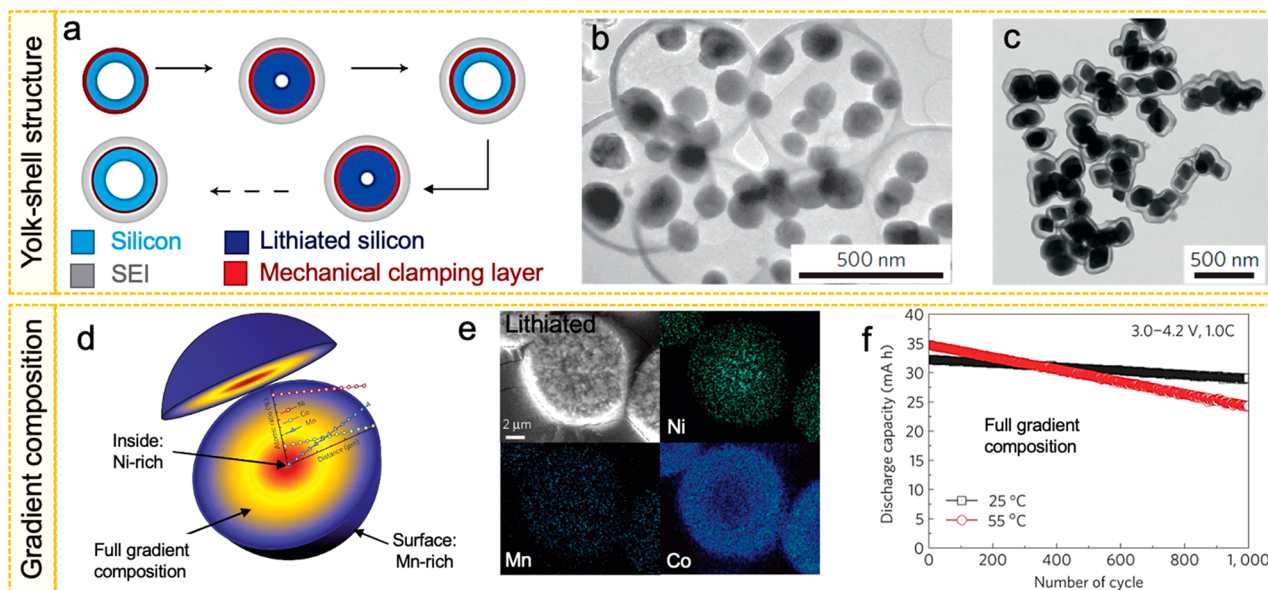 Yolk-shell structure
a
Silicon
Lithiated silicon
SEI
Mechanical clamping layer
b
500 nm
c
500 nm
Gradient composition
d
Ni
Co
Mn
Distance (μm)
Inside:
Ni-rich
Full gradient
composition
Surface:
Mn-rich
e
Lithiated
2 μm
Ni
Mn
Co
f
Discharge capacity (mA h)
40
35
30
25
20
15
10
5
0
3.0–4.2 V, 1.0C
Full gradient
composition
25 °C
55 °C
0 200 400 600 800 1,000
Number of cycle